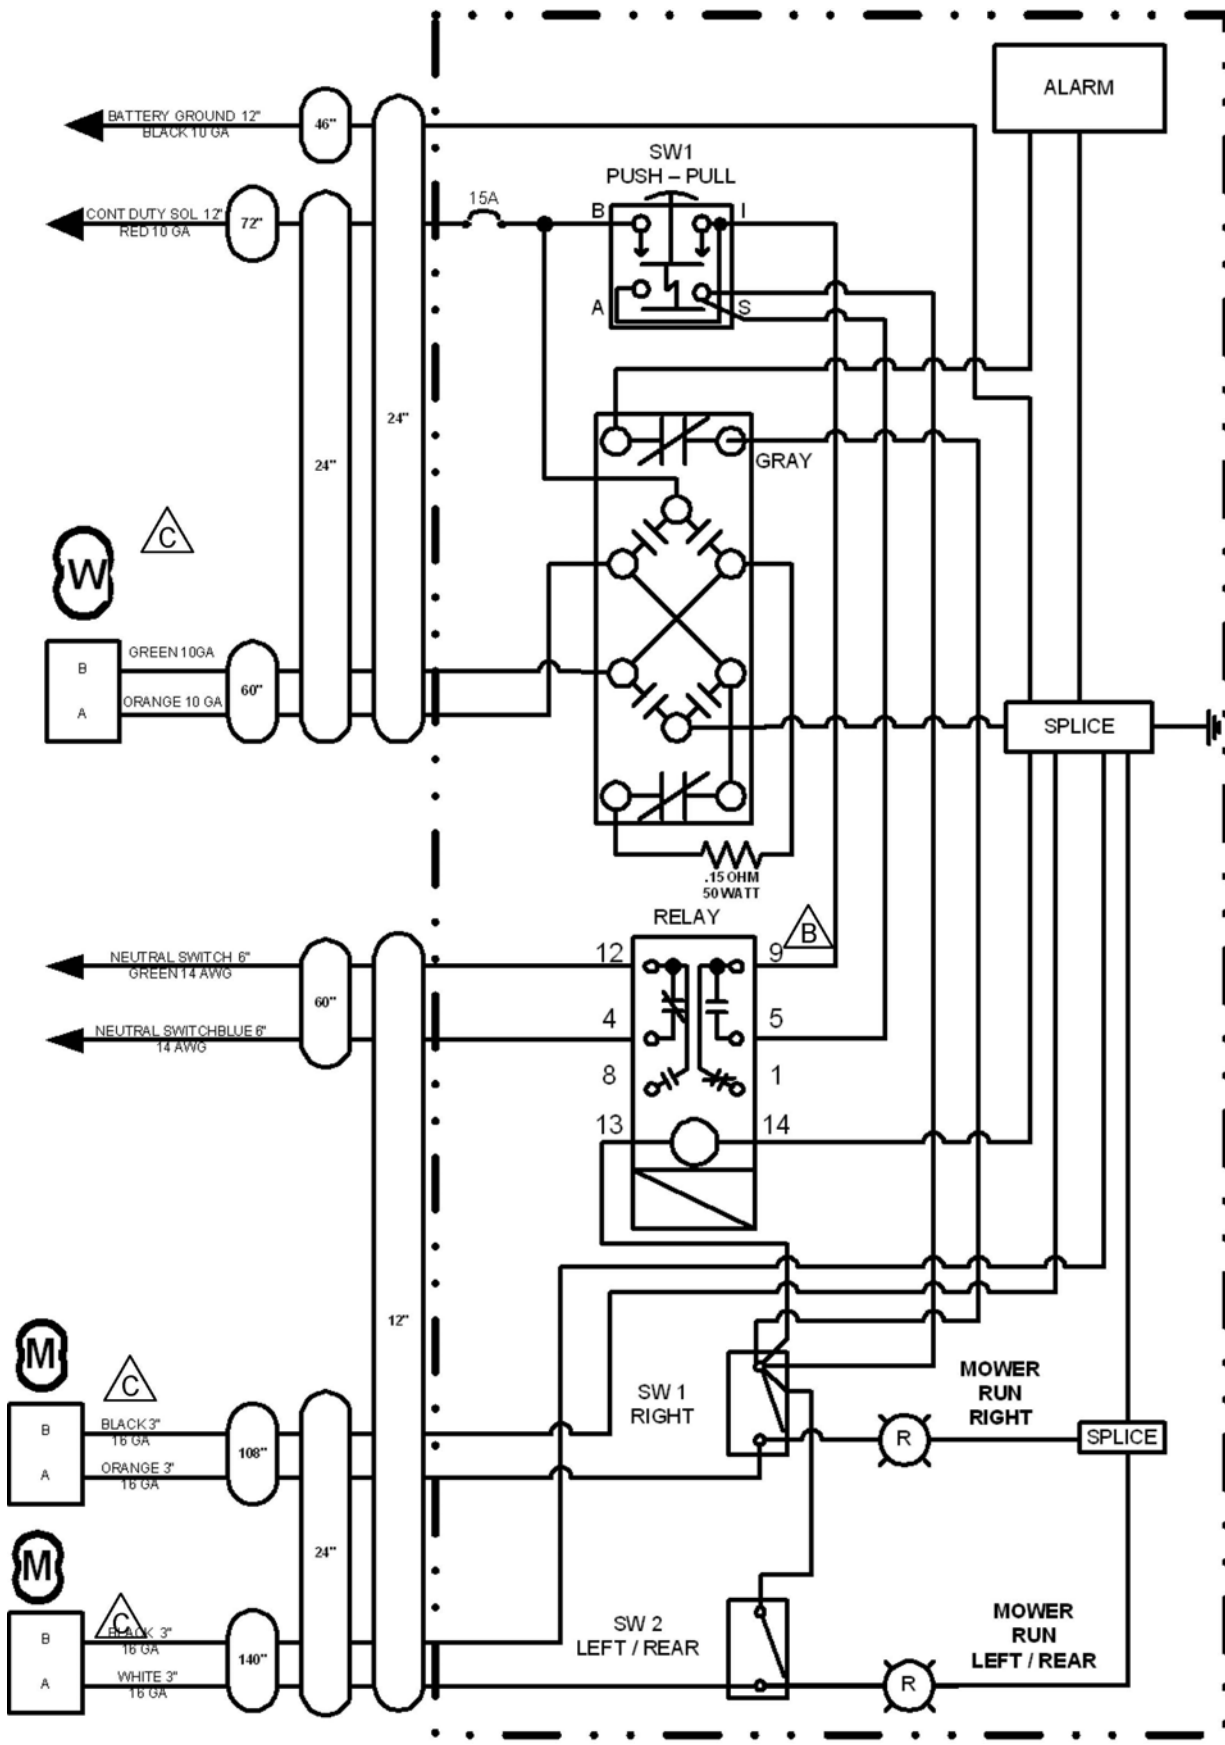 ALARM
BATTERY GROUND 12"
BLACK 10 GA
46"
SW1
PUSH – PULL
CONT DUTY SOL 12"
RED 10 GA
72"
15A
B
I
A
S
24"
24"
GRAY
C
W
B
GREEN 10GA
A
ORANGE 10 GA
60"
SPLICE
.15 OHM
50 WATT
RELAY
B
NEUTRAL SWITCH 6"
GREEN 14 AWG
60"
NEUTRAL SWITCHBLUE 6"
14 AWG
12
9
4
5
8
1
13
14
12"
M
C
B
BLACK 3"
16 GA
A
ORANGE 3"
16 GA
108"
SW 1
RIGHT
MOWER
RUN
RIGHT
R
SPLICE
24"
M
C
B
BLACK 3"
16 GA
A
WHITE 3"
16 GA
140"
SW 2
LEFT / REAR
MOWER
RUN
LEFT / REAR
R